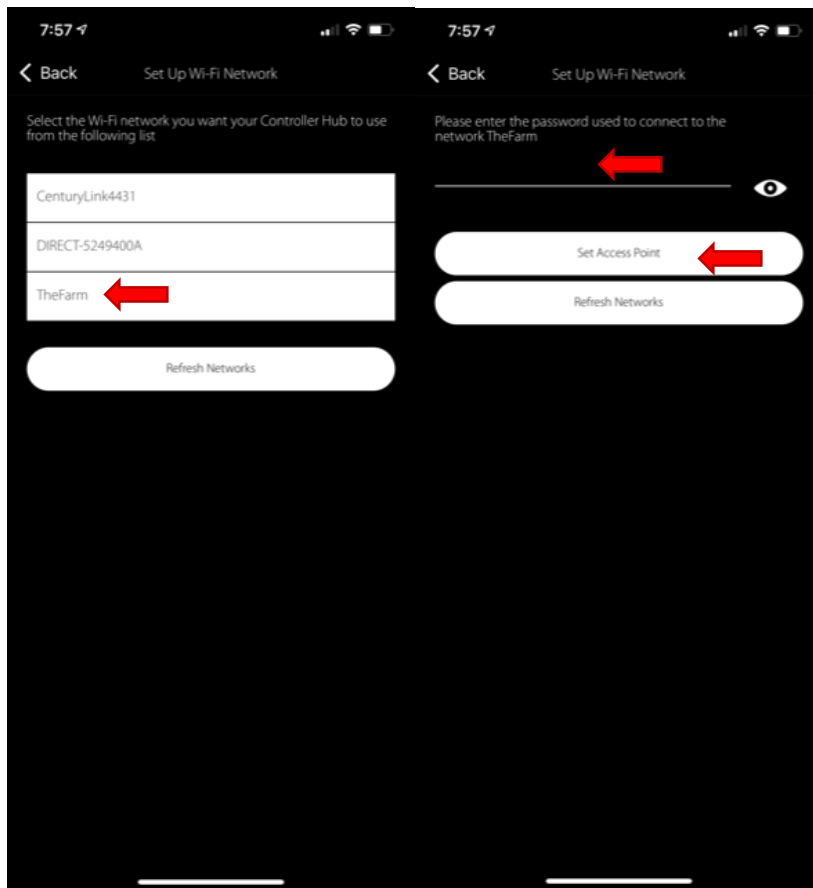 7:57
Back
Set Up Wi-Fi Network
Select the Wi-Fi network you want your Controller Hub to use
from the following list
CenturyLink4431
DIRECT-5249400A
TheFarm
Refresh Networks
7:57
Back
Set Up Wi-Fi Network
Please enter the password used to connect to the
network TheFarm
Set Access Point
Refresh Networks